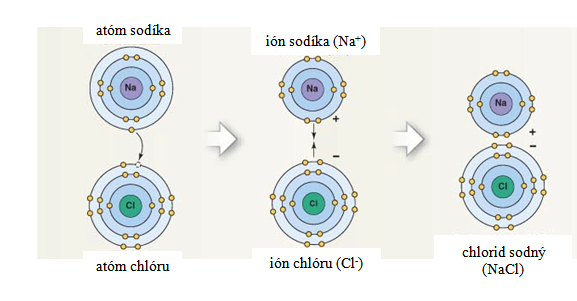 atóm sodíka
Na
Cl
atóm chlóru
ión sodíka (Na⁺)
Na
+
−
Cl
ión chlóru (Cl-)
Na
+
−
Cl
chlorid sodný
(NaCl)